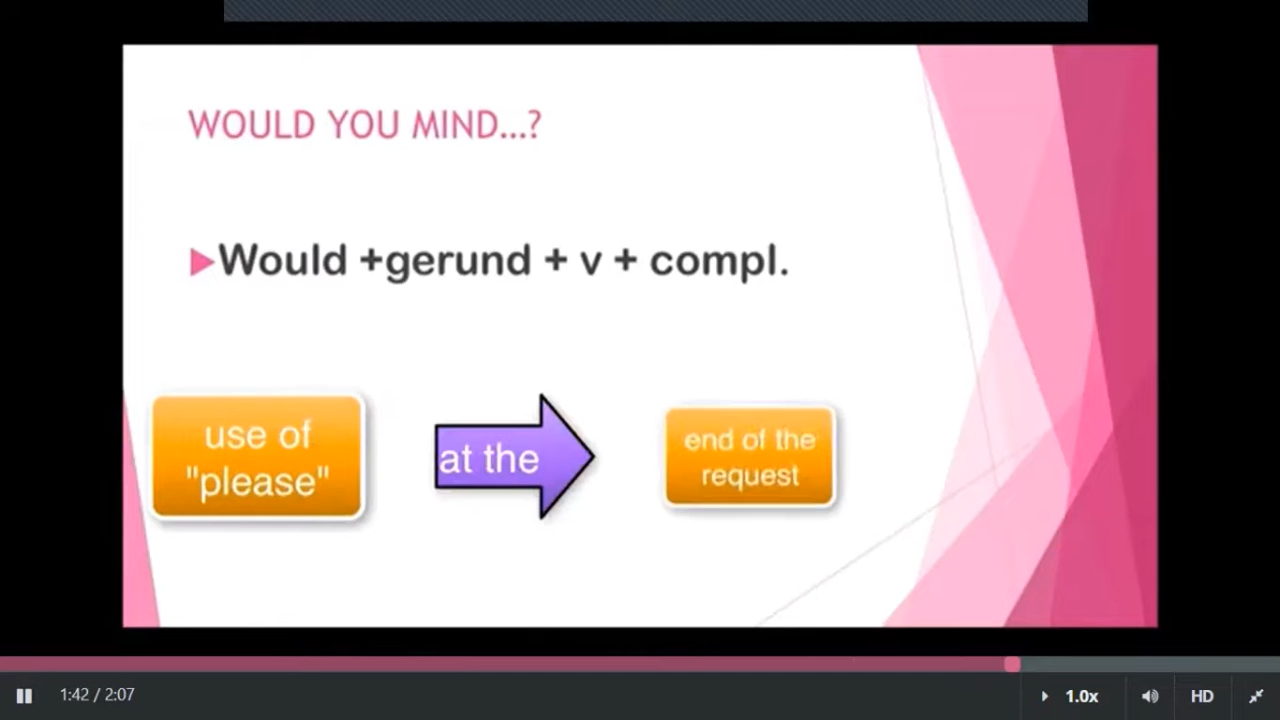 WOULD YOU MIND...?
Would +gerund + v + compl.
use of
"please"
at the
end of the
request
1:42 / 2:07
1.0x
HD